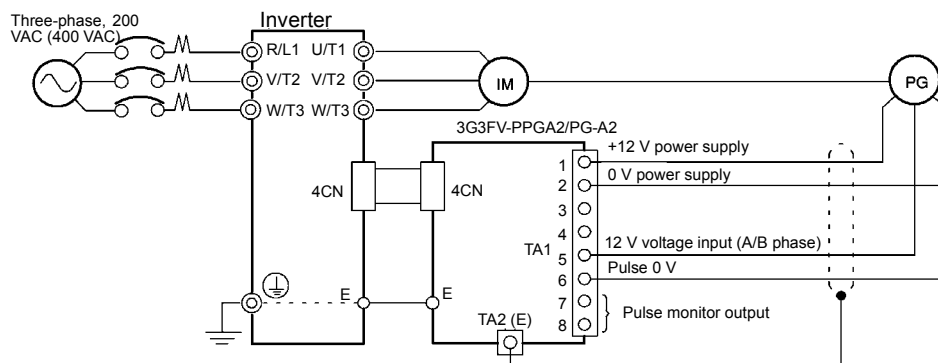 Three-phase, 200
VAC (400 VAC)
Inverter
R/L1 U/T1
V/T2 V/T2
W/T3 W/T3
IM
PG
3G3FV-PPGA2/PG-A2
4CN
4CN
1
2
3
4
5
6
7
8
TA1
+12 V power supply
0 V power supply
12 V voltage input (A/B phase)
Pulse 0 V
Pulse monitor output
E
E
TA2 (E)